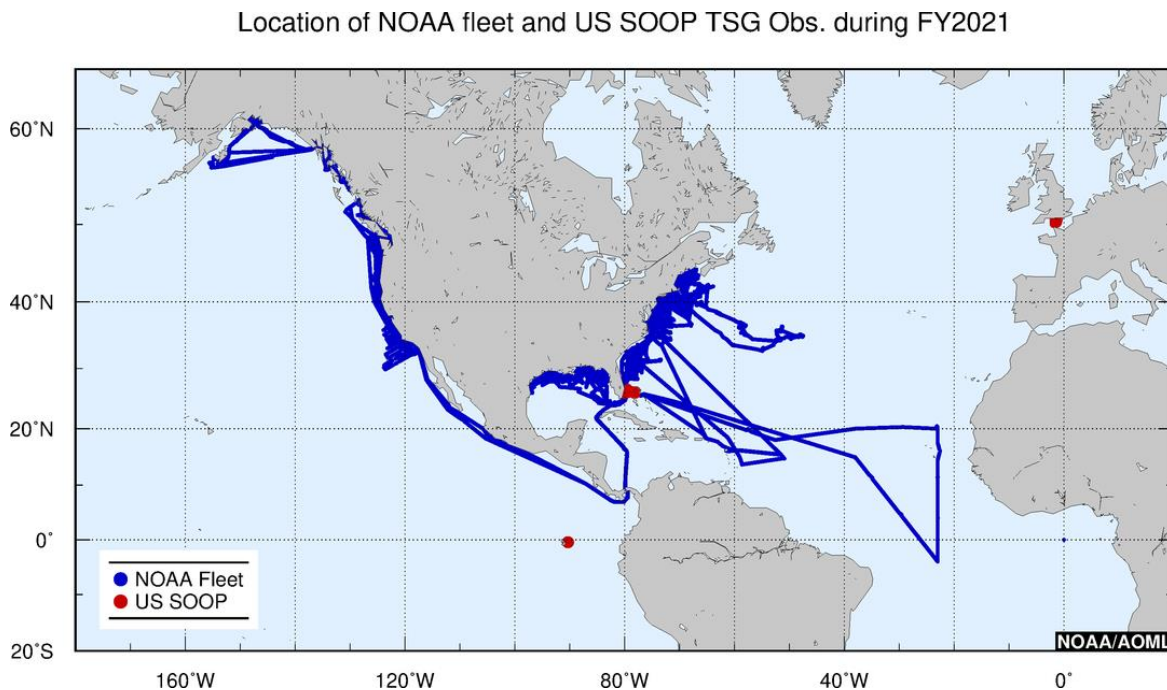 Location of NOAA fleet and US SOOP TSG Obs. during FY2021
60°N
40°N
20°N
0°
20°S
NOAA Fleet
US SOOP
NOAA/AOML
160°W
120°W
80°W
40°W
0°